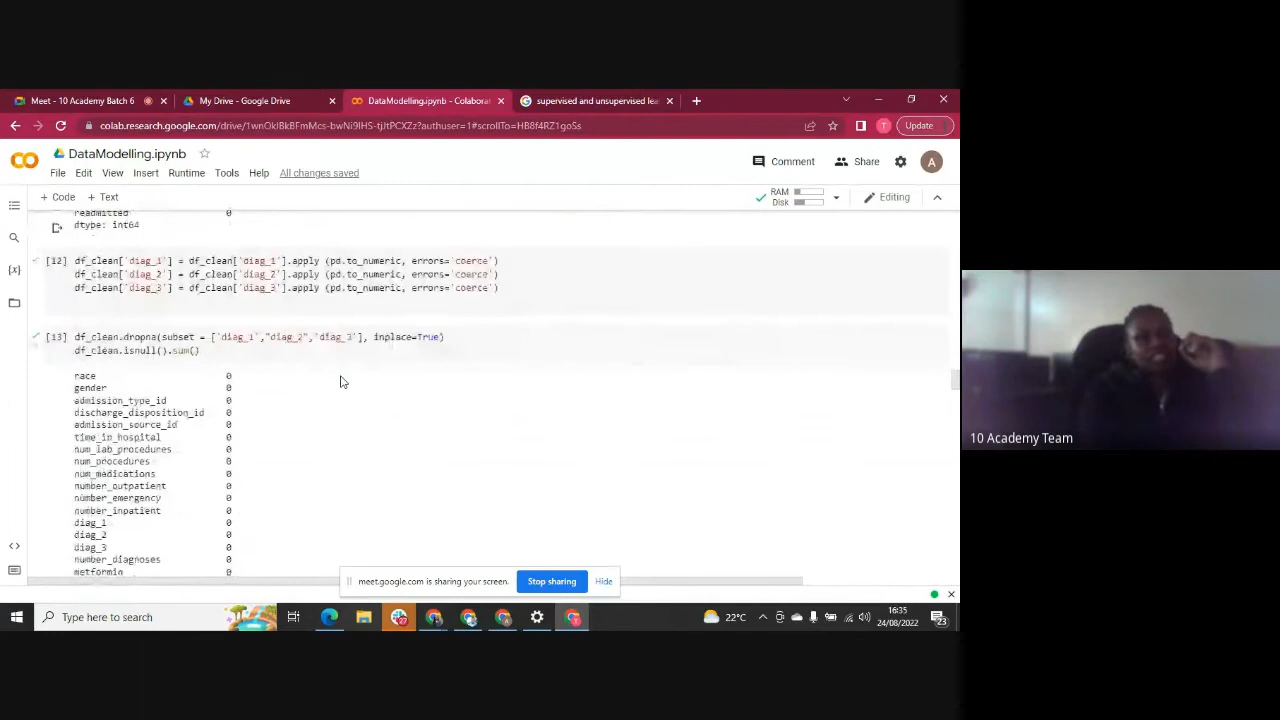 Meet - 10 Academy Batch 6
My Drive - Google Drive
DataModelling.ipynb - Colaborat
supervised and unsupervised lea
colab.research.google.com/drive/1wnOkIBkBFmMcs-bwNi9IHS-tjJtPCXZz?authuser=1#scrollTo=HB8f4RZ1goSs
T
Update
DataModelling.ipynb
Comment
Share
A
File Edit View Insert Runtime Tools Help All changes saved
+ Code + Text
RAM
Disk
Editing
readmitted 0
dtype: int64
[12] df_clean['diag_1'] = df_clean['diag_1'].apply (pd.to_numeric, errors='coerce')
df_clean['diag_2'] = df_clean['diag_2'].apply (pd.to_numeric, errors='coerce')
df_clean['diag_3'] = df_clean['diag_3'].apply (pd.to_numeric, errors='coerce')
[13] df_clean.dropna(subset = ['diag_1',"diag_2",'diag_3'], inplace=True)
df_clean.isnull().sum()
race 0
gender 0
admission_type_id 0
discharge_disposition_id 0
admission_source_id 0
time_in_hospital 0
num_lab_procedures 0
num_procedures 0
num_medications 0
number_outpatient 0
number_emergency 0
number_inpatient 0
diag_1 0
diag_2 0
diag_3 0
number_diagnoses 0
metformin 0
meet.google.com is sharing your screen. Stop sharing Hide
Type here to search
22°C
16:35
24/08/2022
23
10 Academy Team